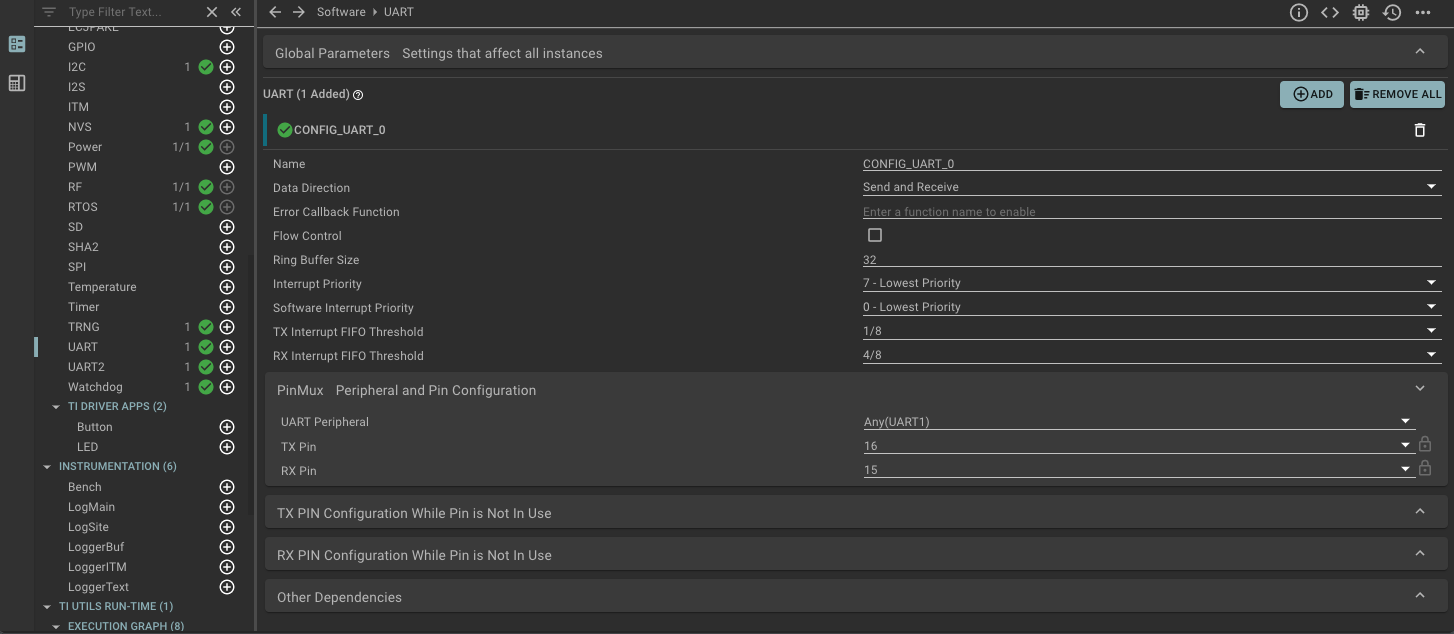 Type Filter Text...
ECJPAKE
GPIO
I2C 1
I2S
ITM
NVS 1
Power 1/1
PWM
RF 1/1
RTOS 1/1
SD
SHA2
SPI
Temperature
Timer
TRNG 1
UART 1
UART2 1
Watchdog 1
TI DRIVER APPS (2)
Button
LED
INSTRUMENTATION (6)
Bench
LogMain
LogSite
LoggerBuf
LoggerITM
LoggerText
TI UTILS RUN-TIME (1)
EXECUTION GRAPH (8)
Software UART
Global Parameters Settings that affect all instances
UART (1 Added)
ADD
REMOVE ALL
CONFIG_UART_0
Name CONFIG_UART_0
Data Direction Send and Receive
Error Callback Function Enter a function name to enable
Flow Control
Ring Buffer Size 32
Interrupt Priority 7 - Lowest Priority
Software Interrupt Priority 0 - Lowest Priority
TX Interrupt FIFO Threshold 1/8
RX Interrupt FIFO Threshold 4/8
PinMux Peripheral and Pin Configuration
UART Peripheral Any(UART1)
TX Pin 16
RX Pin 15
TX PIN Configuration While Pin is Not In Use
RX PIN Configuration While Pin is Not In Use
Other Dependencies